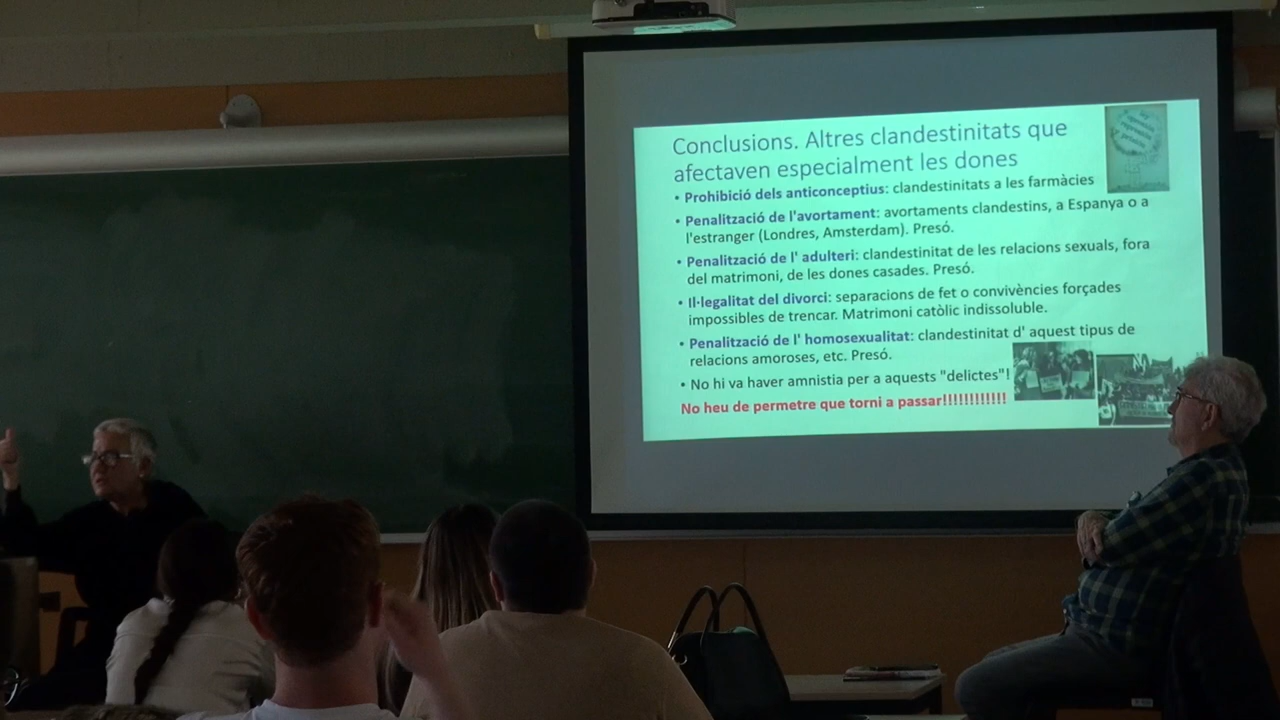 Conclusions. Altres clandestinitats que
afectaven especialment les dones
• Prohibició dels anticonceptius: clandestinitats a les farmàcies
• Penalització de l'avortament: avortaments clandestins, a Espanya o a
l'estranger (Londres, Amsterdam). Presó.
• Penalització de l' adulteri: clandestinitat de les relacions sexuals, fora
del matrimoni, de les dones casades. Presó.
• Il·legalitat del divorci: separacions de fet o convivències forçades
impossibles de trencar. Matrimoni catòlic indissoluble.
• Penalització de l' homosexualitat: clandestinitat d' aquest tipus de
relacions amoroses, etc. Presó.
• No hi va haver amnistia per a aquests "delictes"!
No heu de permetre que torni a passar!!!!!!!!!!!!